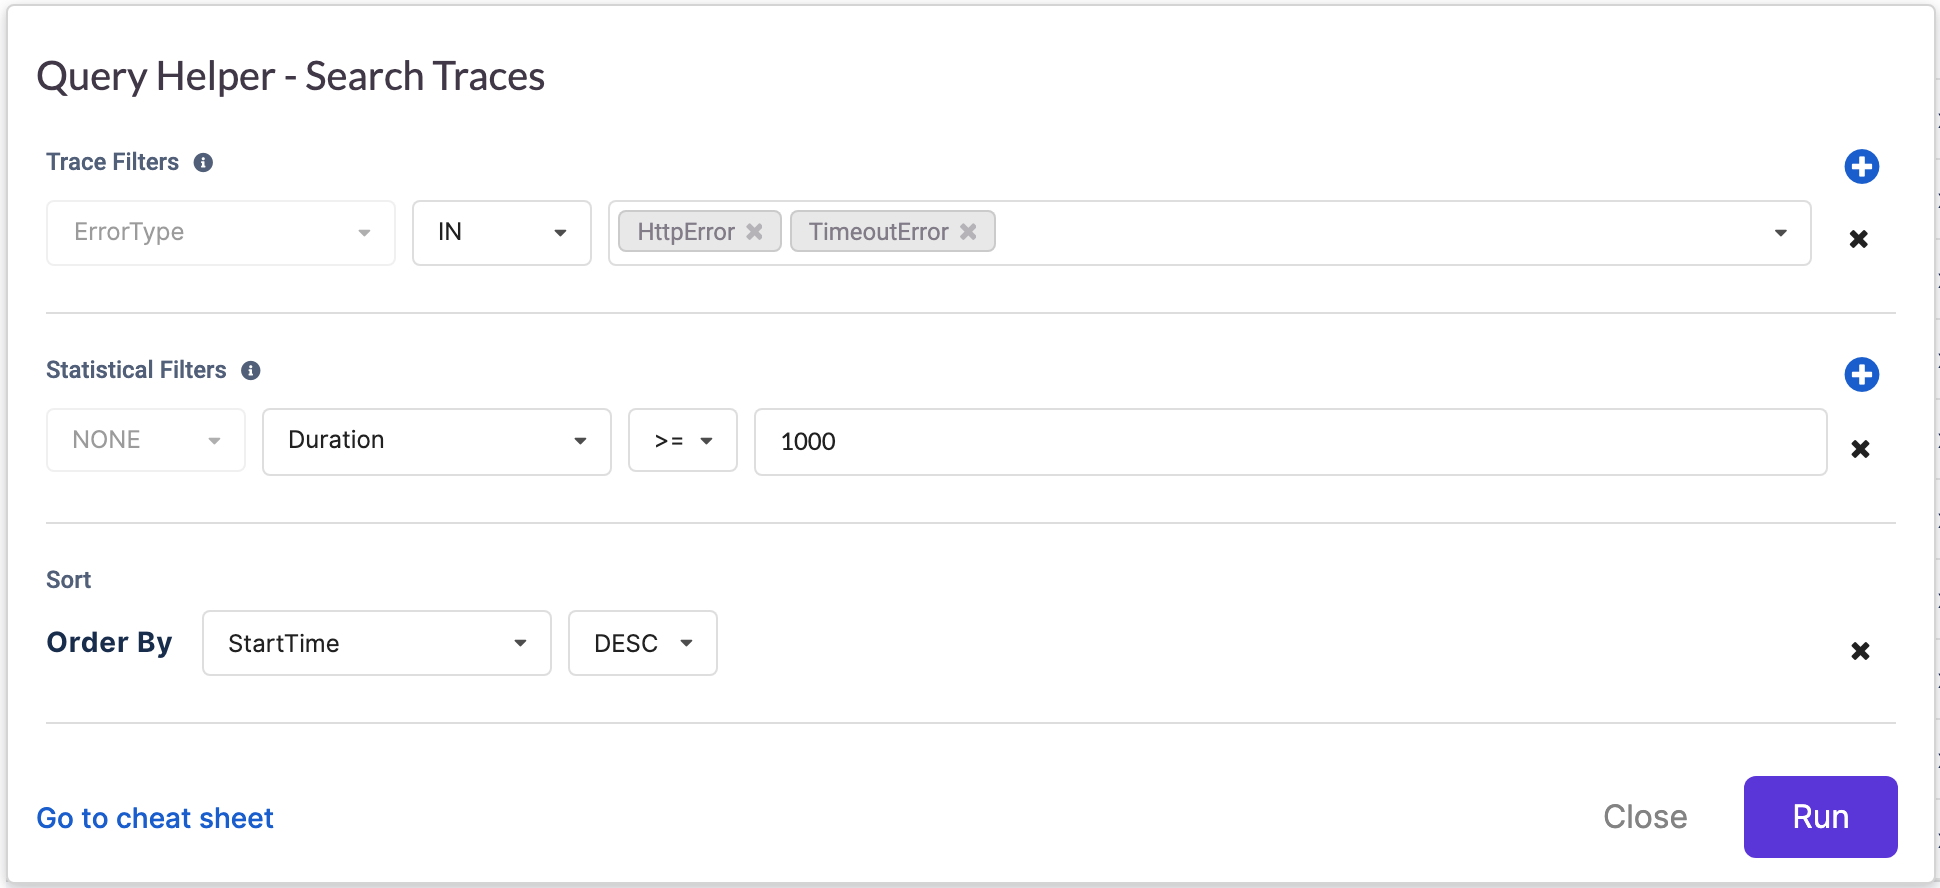 Query Helper - Search Traces
Trace Filters
ErrorType IN HttpError TimeoutError
Statistical Filters
NONE Duration >= 1000
Sort
Order By StartTime DESC
Go to cheat sheet Close Run